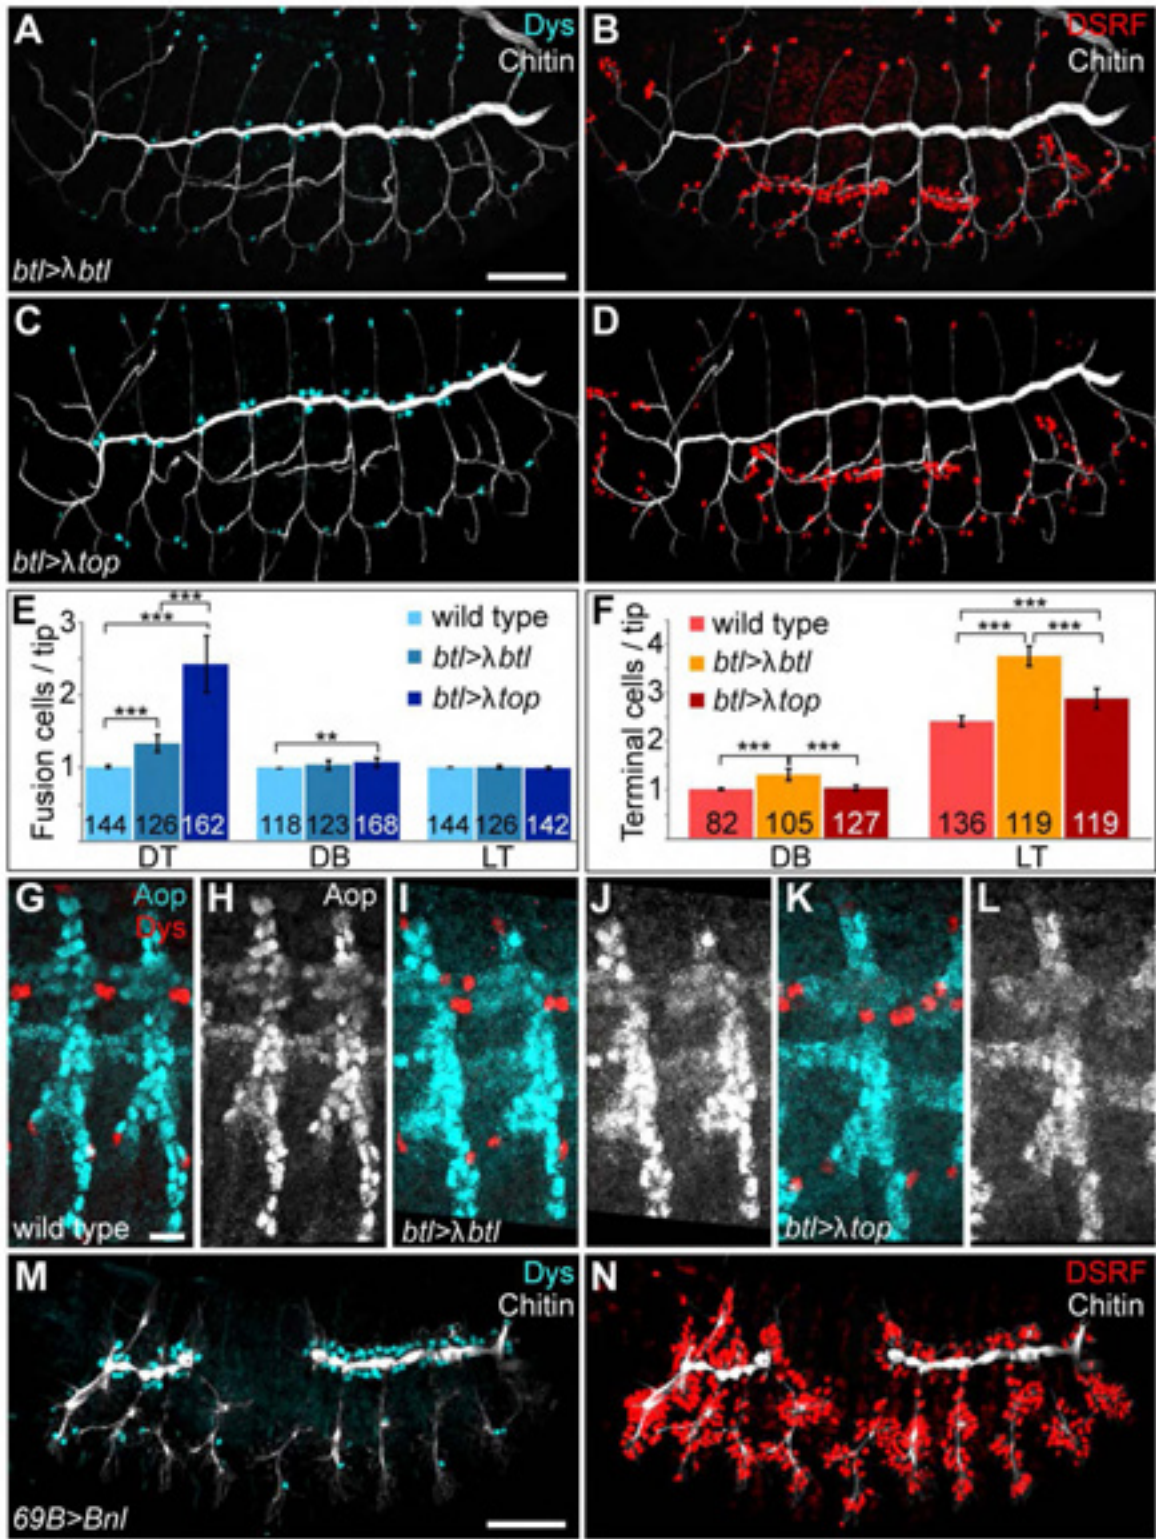 A
Dys
Chitin
btl>λbtl
B
DSRF
Chitin
C
btl>λtop
D
E
Fusion cells / tip
3
2
1
***
***
***
**
wild type
btl>λbtl
btl>λtop
144 126 162 118 123 168 144 126 142
DT DB LT
F
Terminal cells / tip
4
3
2
1
***
***
***
***
***
wild type
btl>λbtl
btl>λtop
82 105 127 136 119 119
DB LT
G
Aop
Dys
wild type
H
Aop
I
btl>λbtl
J
K
btl>λtop
L
M
Dys
Chitin
69B>Bnl
N
DSRF
Chitin